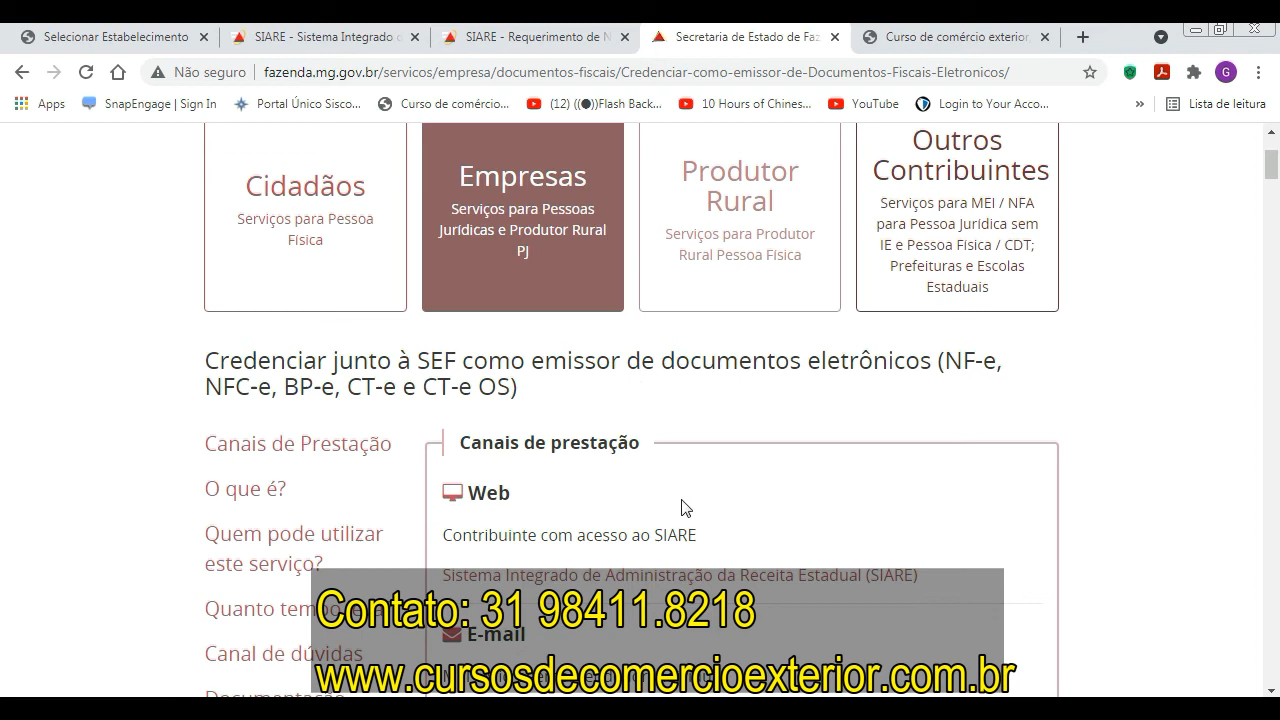 Selecionar Estabelecimento
SIARE - Sistema Integrado
SIARE - Requerimento de N
Secretaria de Estado de Faz
Curso de comércio exterior,
Não seguro
fazenda.mg.gov.br/servicos/empresa/documentos-fiscais/Credenciar-como-emissor-de-Documentos-Fiscais-Eletronicos/
G
Apps
SnapEngage | Sign In
Portal Único Sisco...
Curso de comércio...
(12) ((●))Flash Back...
10 Hours of Chines...
YouTube
Login to Your Acco...
»
Lista de leitura
Cidadãos
Serviços para Pessoa
Física
Empresas
Serviços para Pessoas
Jurídicas e Produtor Rural
PJ
Produtor
Rural
Serviços para Produtor
Rural Pessoa Física
Outros
Contribuintes
Serviços para MEI / NFA
para Pessoa Jurídica sem
IE e Pessoa Física / CDT;
Prefeituras e Escolas
Estaduais
Credenciar junto à SEF como emissor de documentos eletrônicos (NF-e,
NFC-e, BP-e, CT-e e CT-e OS)
Canais de Prestação
O que é?
Quem pode utilizar
este serviço?
Quanto
Canal de dúvidas
Canais de prestação
Web
Contribuinte com acesso ao SIARE
Sistema Integrado de Administração da Receita Estadual (SIARE)
E-mail
Contato: 31 98411.8218
www.cursosdecomercioexterior.com.br